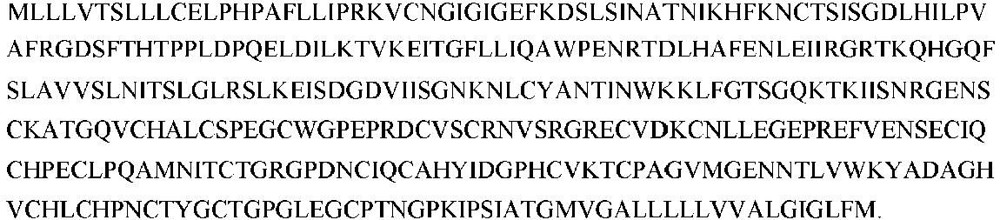 MLLLVTSLLLCELPHPAFLLIPRKVCNGIGIGEFKDSLSINATNIKHFKNCTSISGDLHILPV
AFRGDSFTHTPPLDPQELDILKTVKEITGFLLIQAWPENRTDLHAFENLEIIRGRTKQHGQF
SLAVVSLNITSLGLRSLKEISDGDVIISGNKNLCYANTINWKKLFGTSGQKTKIISNRGENS
CKATGQVCHALCSPEGCWGPEPRDCVSCRNVSRGRECVDKCNLLEGEPREFVENSECIQ
CHPECLPQAMNITCTGRGPDNCIQCAHYIDGPHCVKTCPAGVMGENNTLVWKYADAGH
VCHLCHPNCTYGCTGPGLEGCPTNGPKIPSIATGMVGALLLLLVVALGIGLFM.